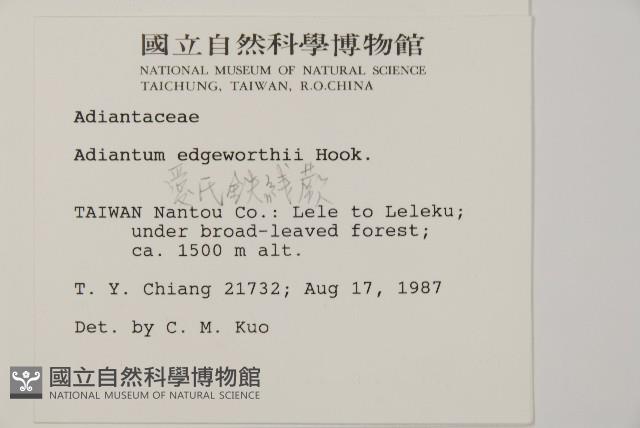 國立自然科學博物館
NATIONAL MUSEUM OF NATURAL SCIENCE
TAICHUNG, TAIWAN, R.O.CHINA
Adiantaceae
Adiantum edgeworthii Hook.
愛氏鉄線蕨
TAIWAN Nantou Co.: Lele to Leleku;
under broad-leaved forest;
ca. 1500 m alt.
T. Y. Chiang 21732; Aug 17, 1987
Det. by C. M. Kuo
國立自然科學博物館
NATIONAL MUSEUM OF NATURAL SCIENCE